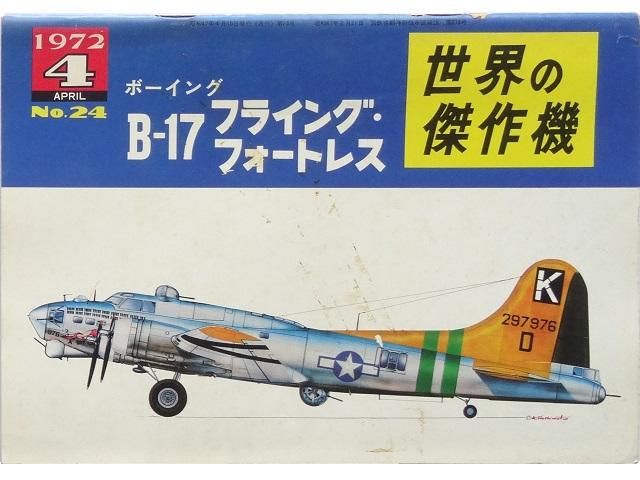 1972
4
APRIL
No.24
ボーイング
B-17 フライング・
フォートレス
世界の
傑作機
K
297976
D